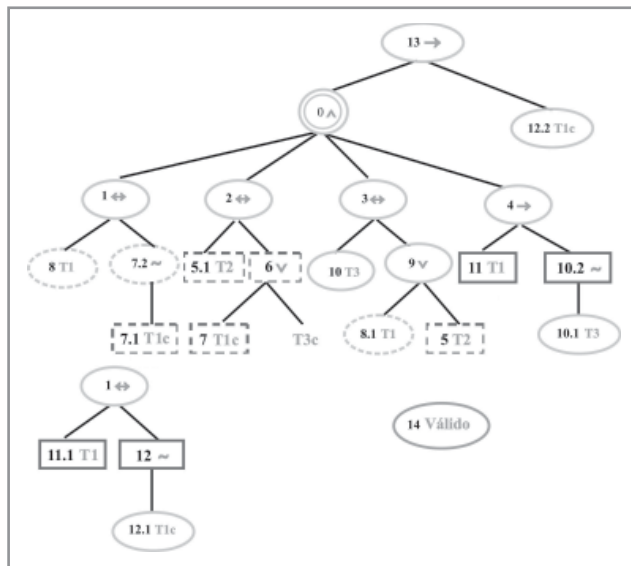 13 →
0 ∧
12.2 T1c
1 ↔
2 ↔
3 ↔
4 →
8 T1
7.2 ~
5.1 T2
6 ∨
10 T3
9 ∨
11 T1
10.2 ~
7.1 T1c
7 T1c
T3c
8.1 T1
5 T2
10.1 T3
1 ↔
14 Válido
11.1 T1
12 ~
12.1 T1c